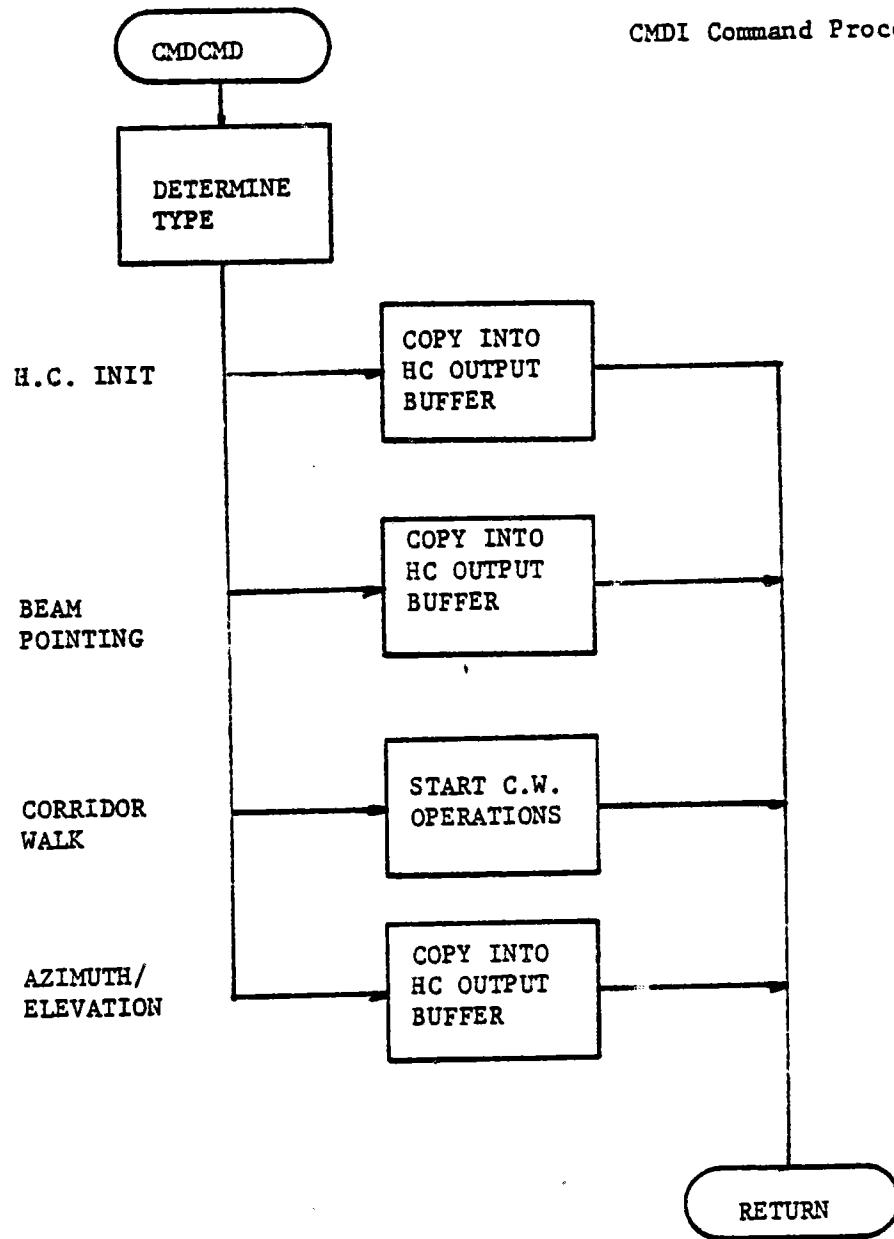 CMDI Command Proce
CMDCMD
DETERMINE
TYPE
H.C. INIT
COPY INTO
HC OUTPUT
BUFFER
BEAM
POINTING
COPY INTO
HC OUTPUT
BUFFER
CORRIDOR
WALK
START C.W.
OPERATIONS
AZIMUTH/
ELEVATION
COPY INTO
HC OUTPUT
BUFFER
RETURN